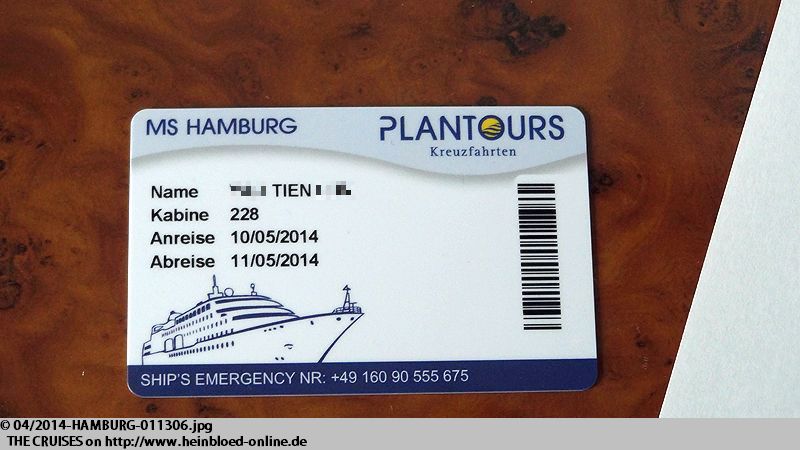 MS HAMBURG
PLANTOURS
Kreuzfahrten
Name TIEN
Kabine 228
Anreise 10/05/2014
Abreise 11/05/2014
SHIP'S EMERGENCY NR: +49 160 90 555 675
© 04/2014-HAMBURG-011306.jpg
THE CRUISES on http://www.heinbloed-online.de